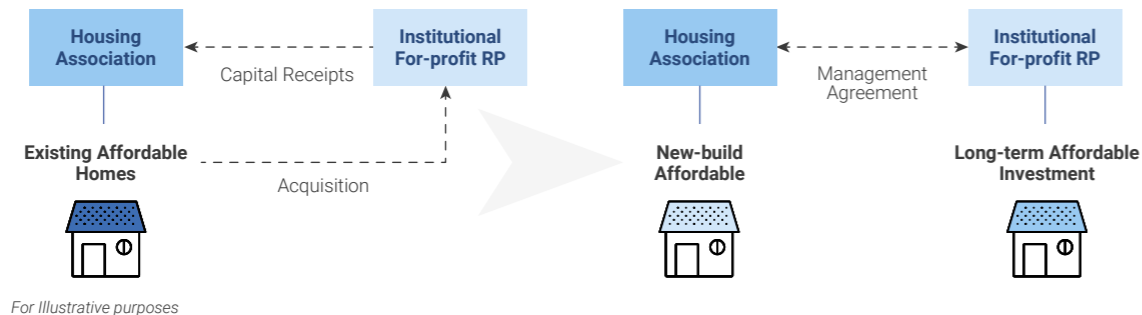 Housing
Association
Capital Receipts
Institutional
For-profit RP
Existing Affordable
Homes
Acquisition
For Illustrative purposes
Housing
Association
Management
Agreement
Institutional
For-profit RP
New-build
Affordable
Long-term Affordable
Investment